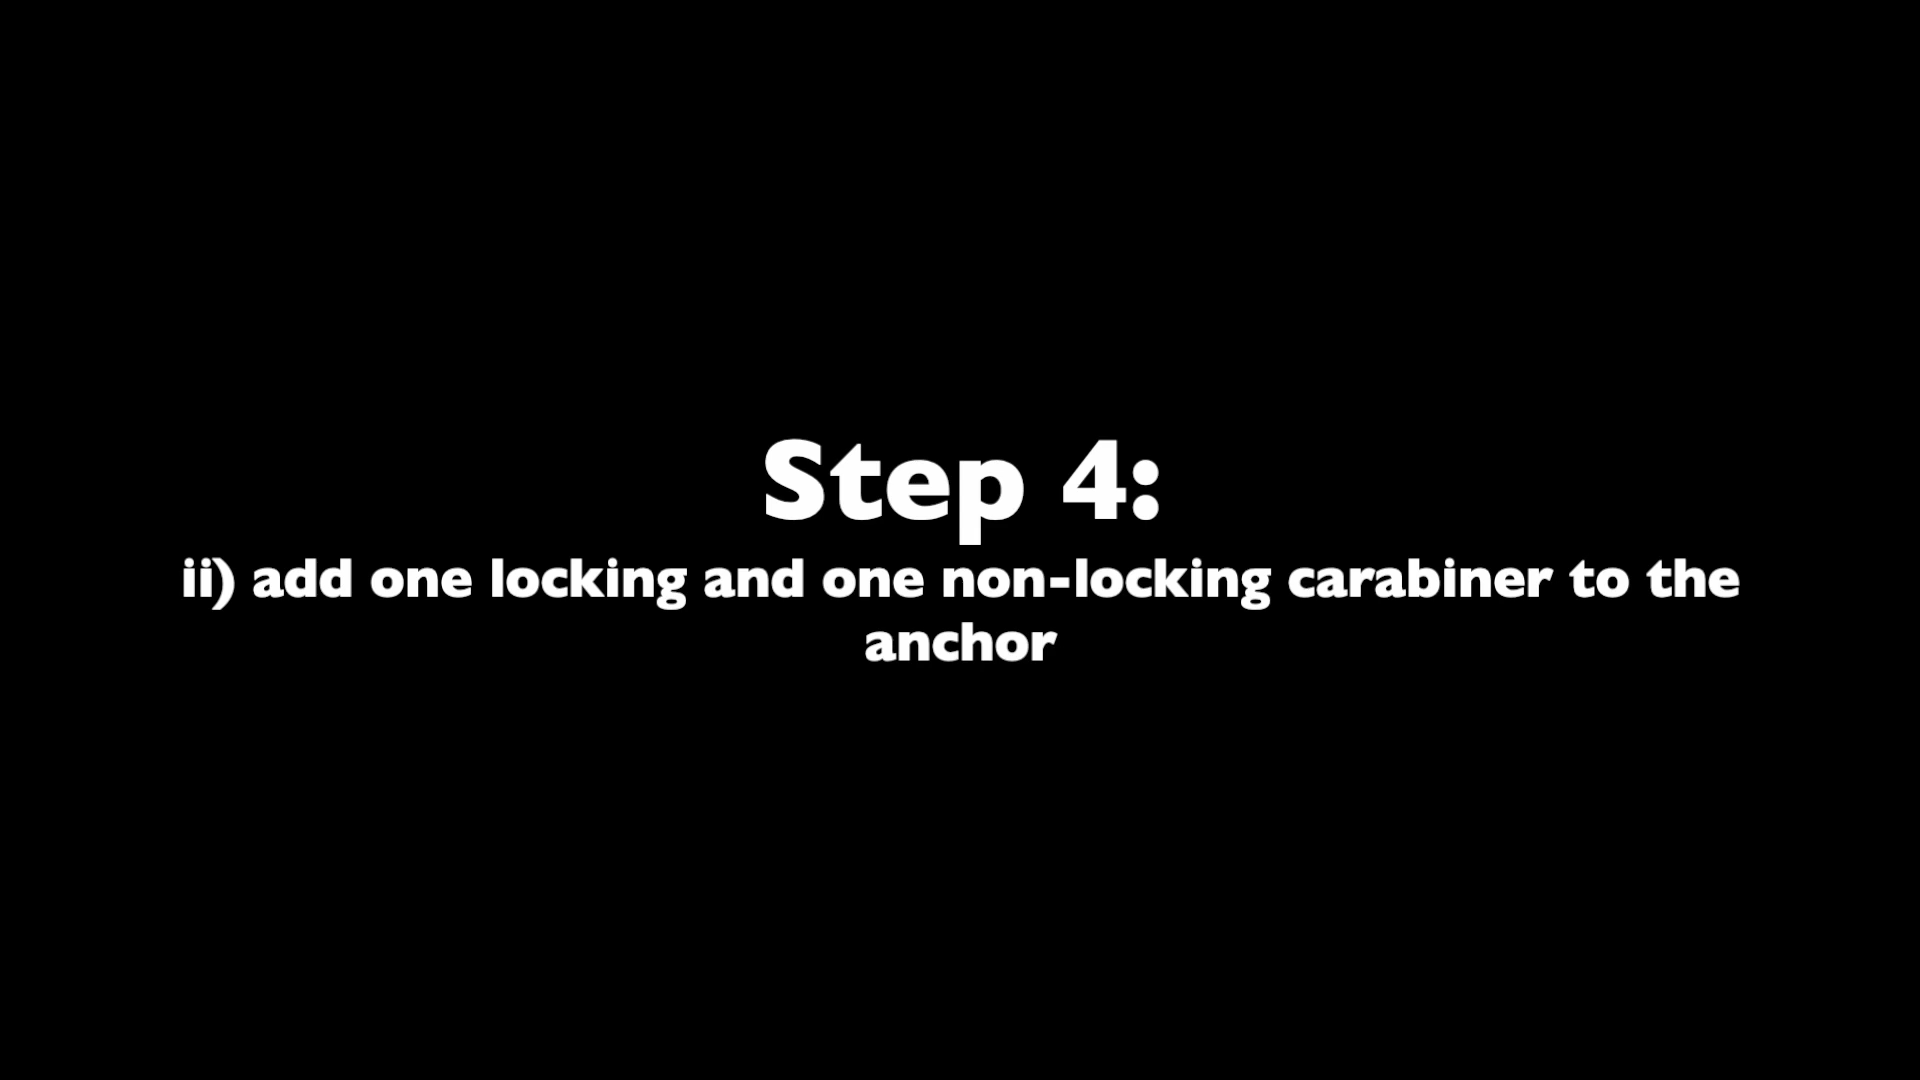 Step 4:
ii) add one locking and one non-locking carabiner to the
anchor